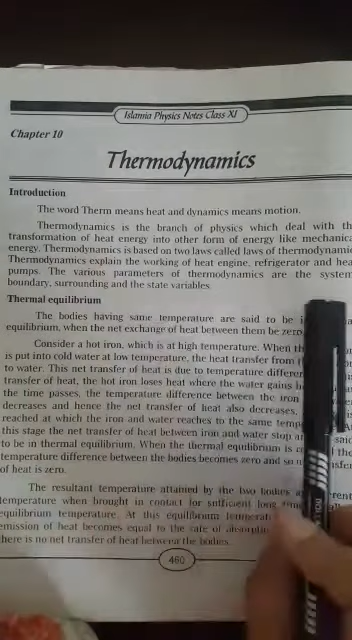 Islamia Physics Notes Class XI
Chapter 10
Thermodynamics
Introduction
The word Therm means heat and dynamics means motion.
Thermodynamics is the branch of physics which deal with th
transformation of heat energy into other form of energy like mechanica
energy. Thermodynamics is based on two laws called laws of thermodynamic
Thermodynamics explain the working of heat engine, refrigerator and hea
pumps. The various parameters of thermodynamics are the system
boundary, surrounding and the state variables
Thermal equilibrium
The bodies having same temperature are said to be i
equilibrium, when the net exchange of heat between them be zero
Consider a hot iron, which is at high temperature. When th
is put into cold water at low temperature, the heat transfer from
to water. This net transfer of heat is due to temperature differen
transfer of heat, the hot iron loses heat where the water gains h
the time passes, the temperature difference between the iron
decreases and hence the net transfer of heat also decreases.
reached at which the iron and water reaches to the same temp
this stage the net transfer of heat between iron and water stop an
to be in thermal equilibrium. When the thermal equilibrium is
temperature difference between the bodies becomes zero and so
of heat is zero.
The resultant temperature attained by the two bodies
temperature when brought in contact for sufficient long
equilibrium temperature. At this equilibrium temperat
emission of heat becomes equal to the rate of absorpti
there is no net transfer of heat between the bodies
460